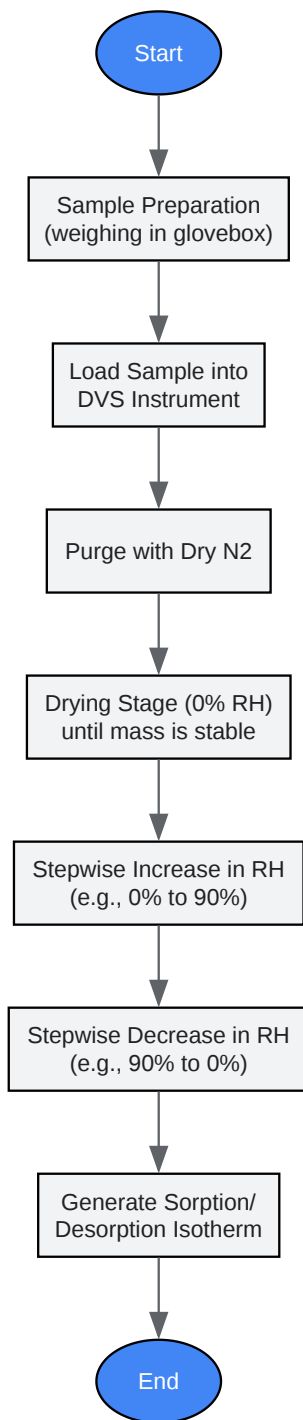 Start
Sample Preparation
(weighing in glovebox)
Load Sample into
DVS Instrument
Purge with Dry N2
Drying Stage (0% RH)
until mass is stable
Stepwise Increase in RH
(e.g., 0% to 90%)
Stepwise Decrease in RH
(e.g., 90% to 0%)
Generate Sorption/
Desorption Isotherm
End